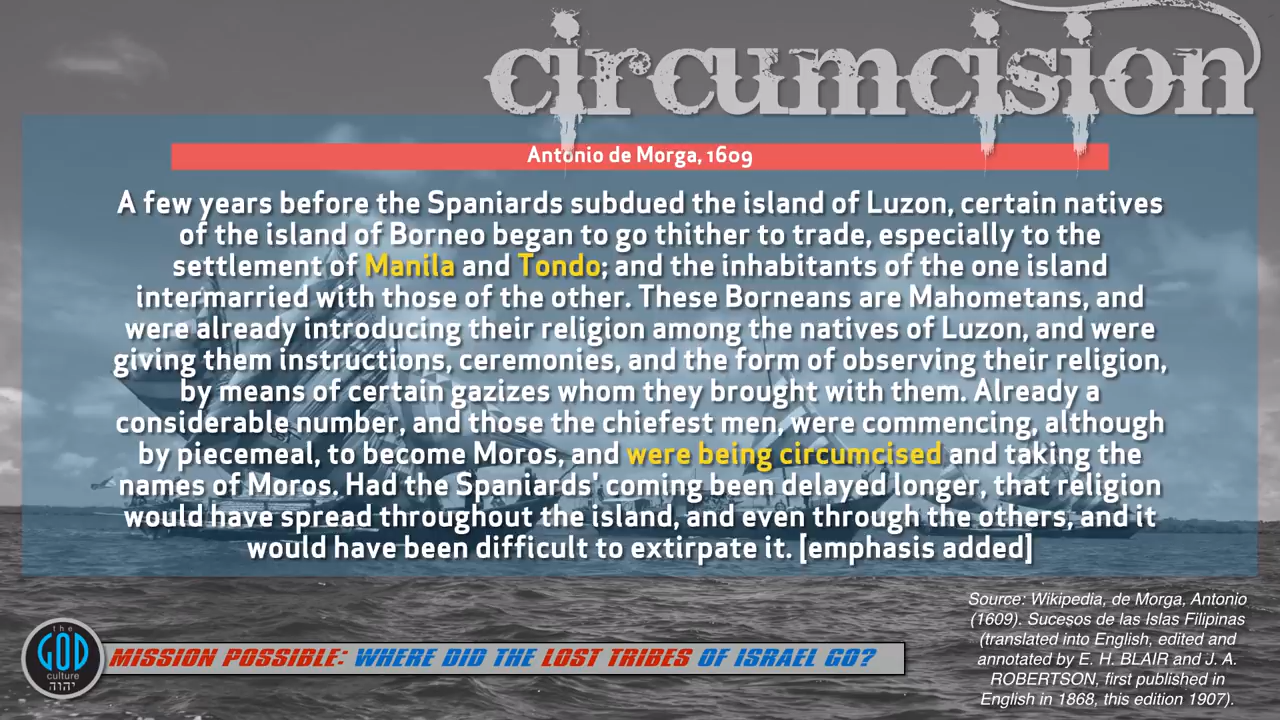 circumcision
Antonio de Morga, 1609
A few years before the Spaniards subdued the island of Luzon, certain natives
of the island of Borneo began to go thither to trade, especially to the
settlement of Manila and Tondo; and the inhabitants of the one island
intermarried with those of the other. These Borneans are Mahometans, and
were already introducing their religion among the natives of Luzon, and were
giving them instructions, ceremonies, and the form of observing their religion,
by means of certain gazizes whom they brought with them. Already a
considerable number, and those the chiefest men, were commencing, although
by piecemeal, to become Moros, and were being circumcised and taking the
names of Moros. Had the Spaniards' coming been delayed longer, that religion
would have spread throughout the island, and even through the others, and it
would have been difficult to extirpate it. [emphasis added]
Source: Wikipedia, de Morga, Antonio
(1609). Sucesos de las Islas Filipinas
(translated into English, edited and
annotated by E. H. BLAIR and J. A.
ROBERTSON, first published in
English in 1868, this edition 1907).
the
GOD
culture
יהוה
MISSION POSSIBLE: WHERE DID THE LOST TRIBES OF ISRAEL GO?